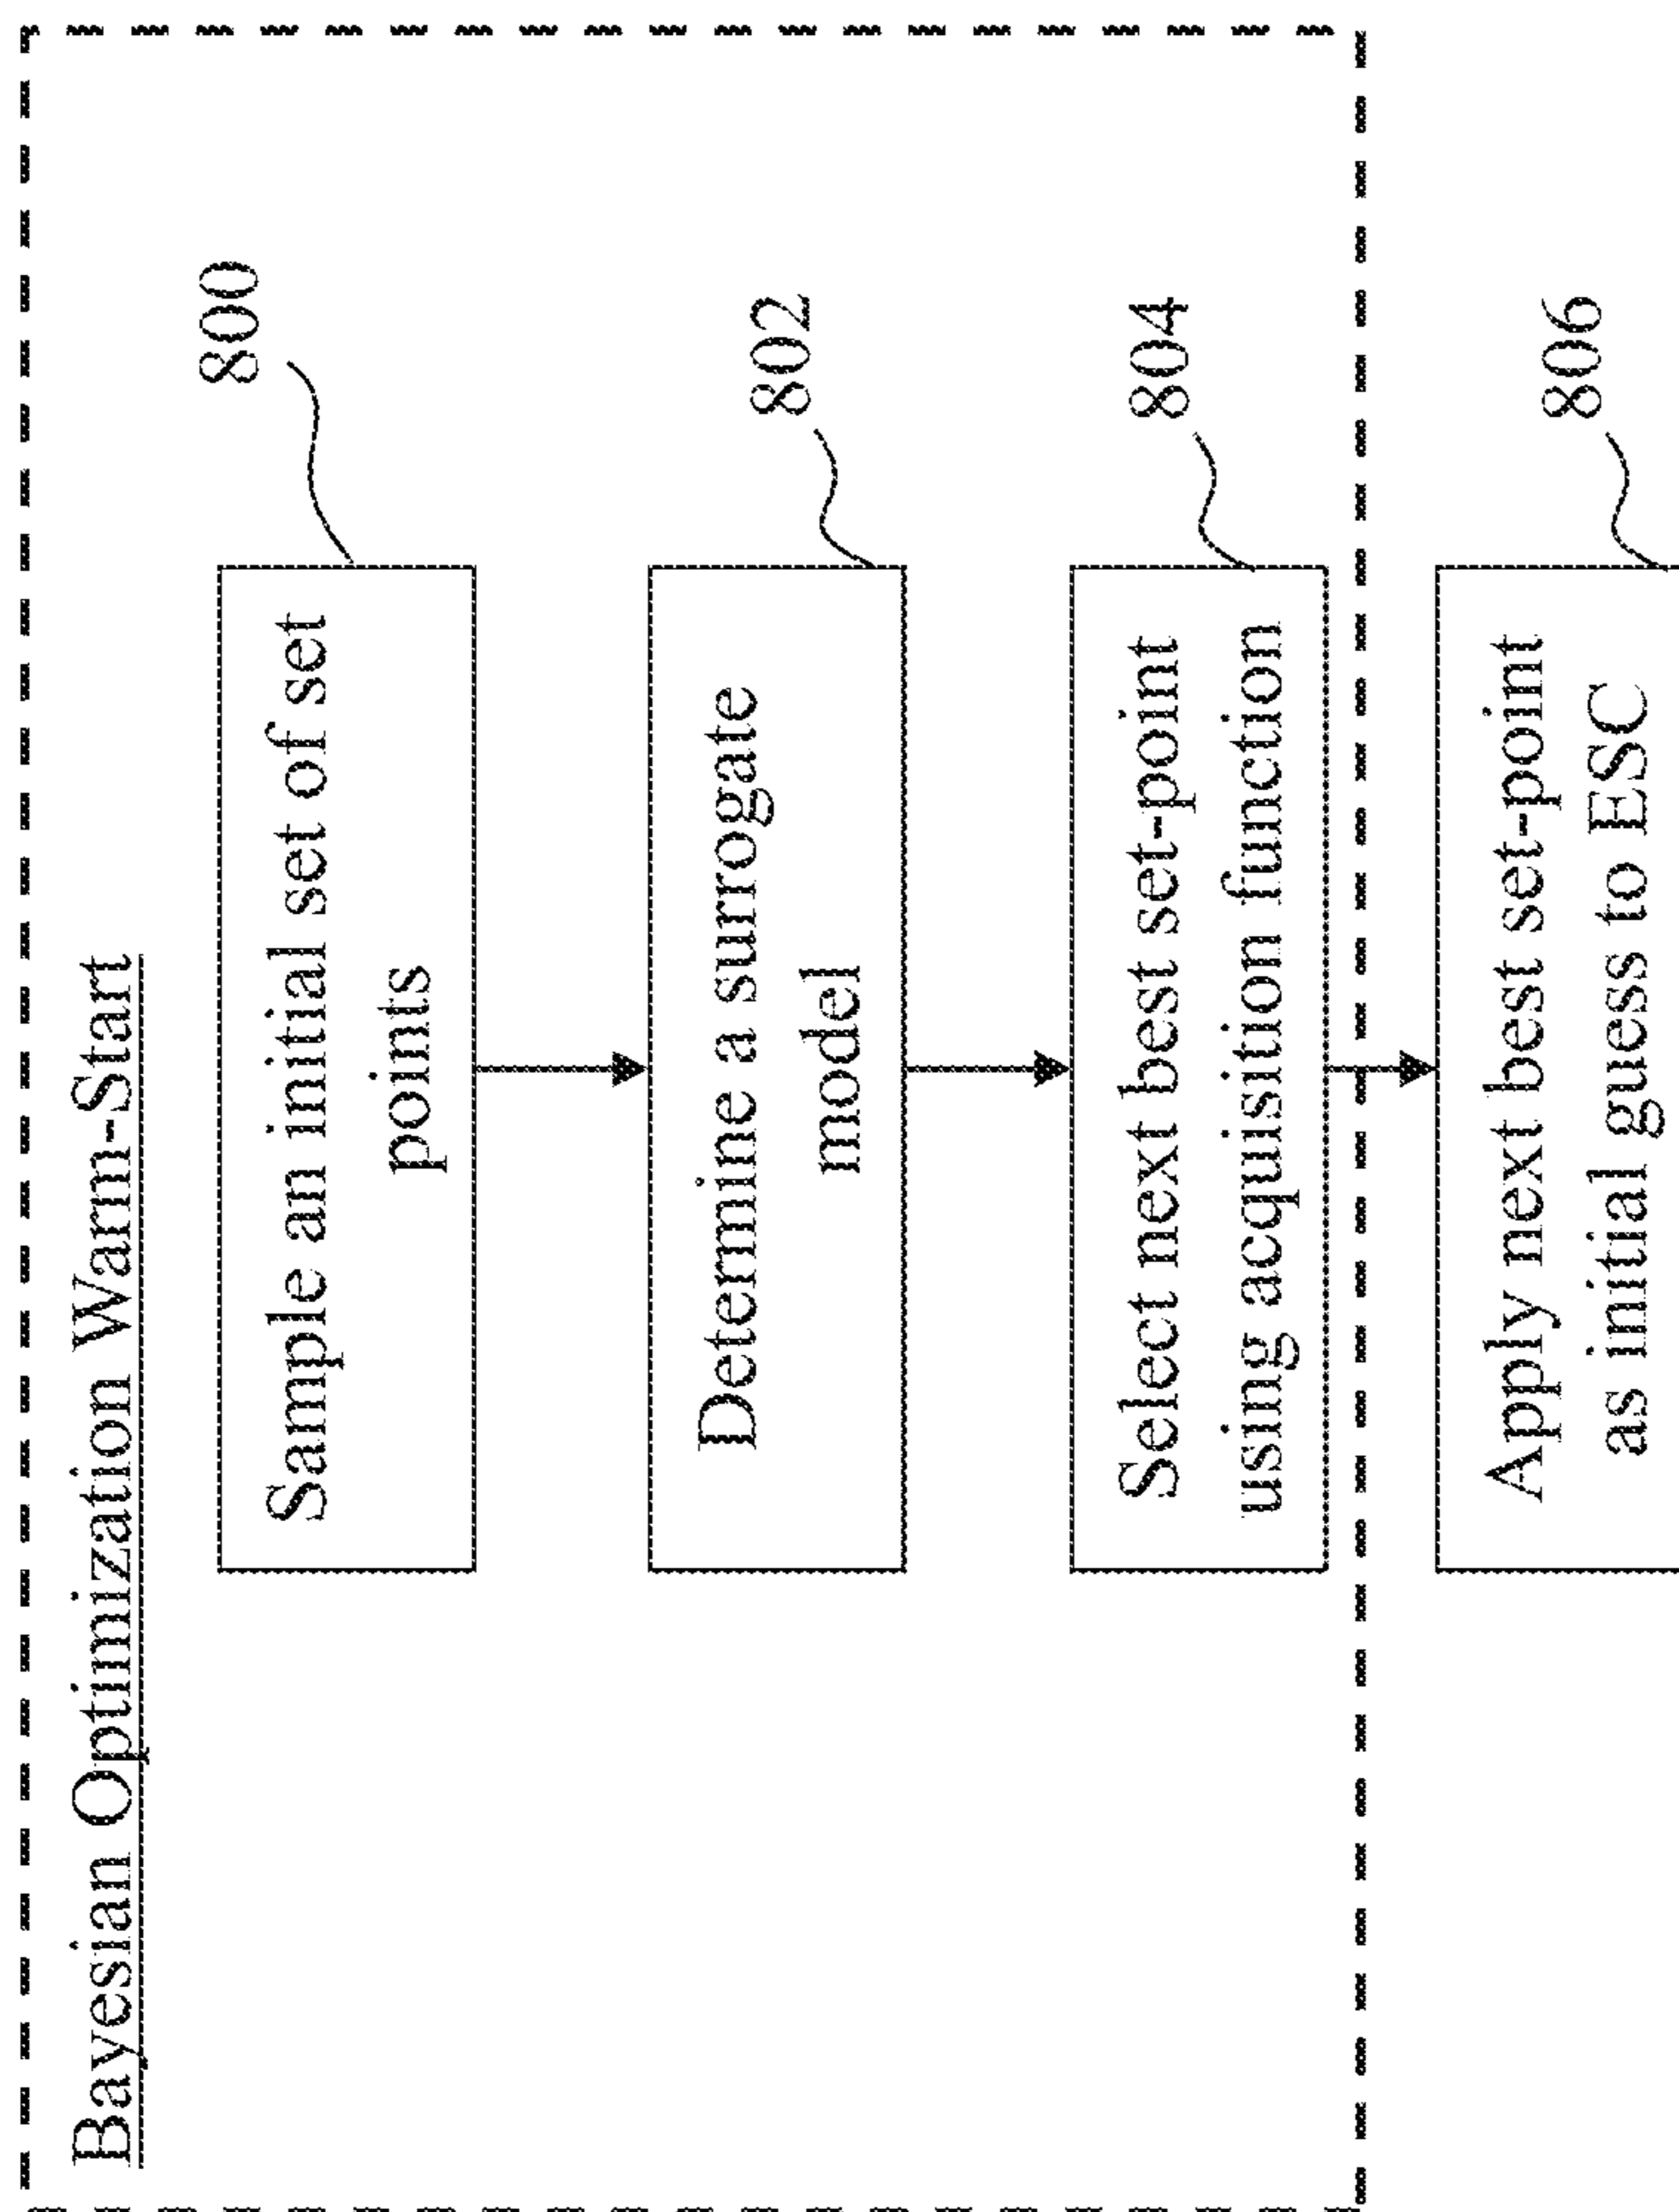 Bayesian Optimization Warm-Start
800
Sample an initial set of set
points
802
Determine a surrogate
model
804
Select next best set-point
using acquisition function
806
Apply next best set-point
as initial guess to ESC